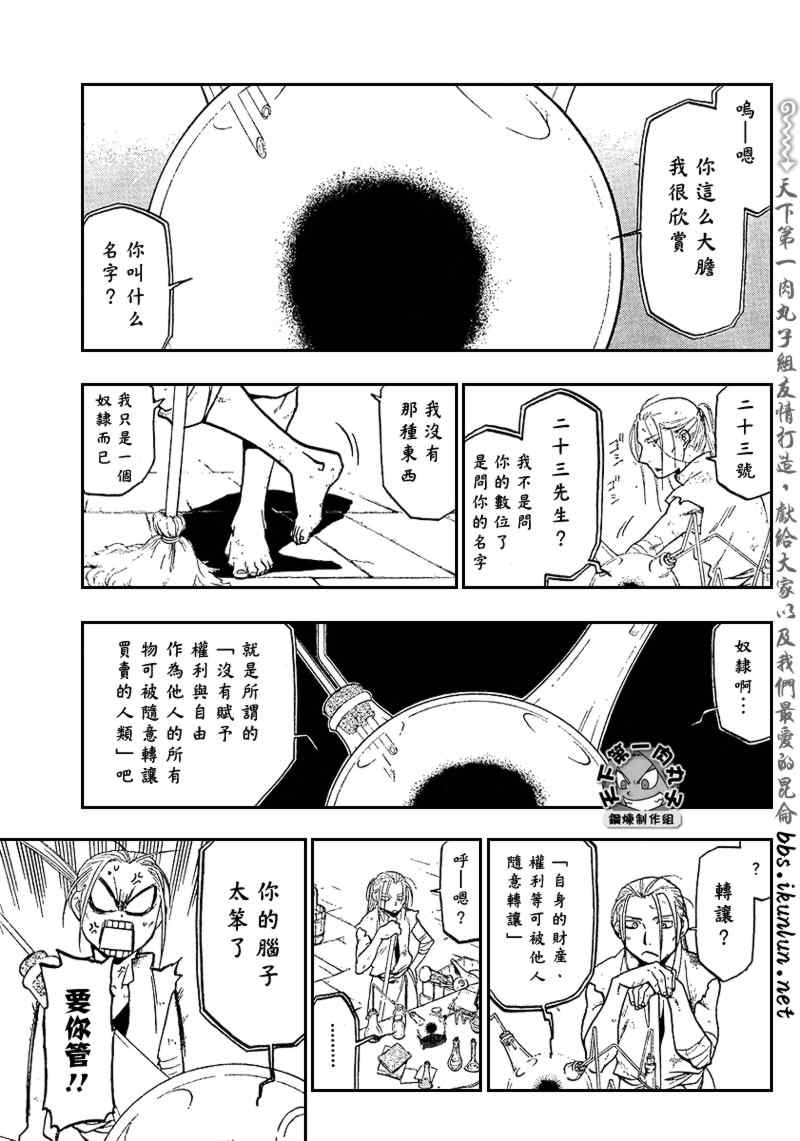 嗚—嗯
你這么大膽
我很欣賞
你叫什么
名字？
二十三號
二十三先生？
我不是問
你的數位了
是問你的名字
我沒有
那種東西
我只是一個
奴隸而已
奴隸啊⋯
就是所謂的
「沒有賦予
權利與自由
作為他人的所有
物可被隨意轉讓
買賣的人類」吧
？
轉讓？
「自身的財産、
權利等可被他人
隨意轉讓」
呼—嗯？
⋯⋯⋯
你的腦子
太笨了
要你管!!
天下第一肉丸子組友情打造，獻給大家以及我們最愛的昆侖 bbs.ikunlun.net
天下第一肉丸子
鋼煉制作組